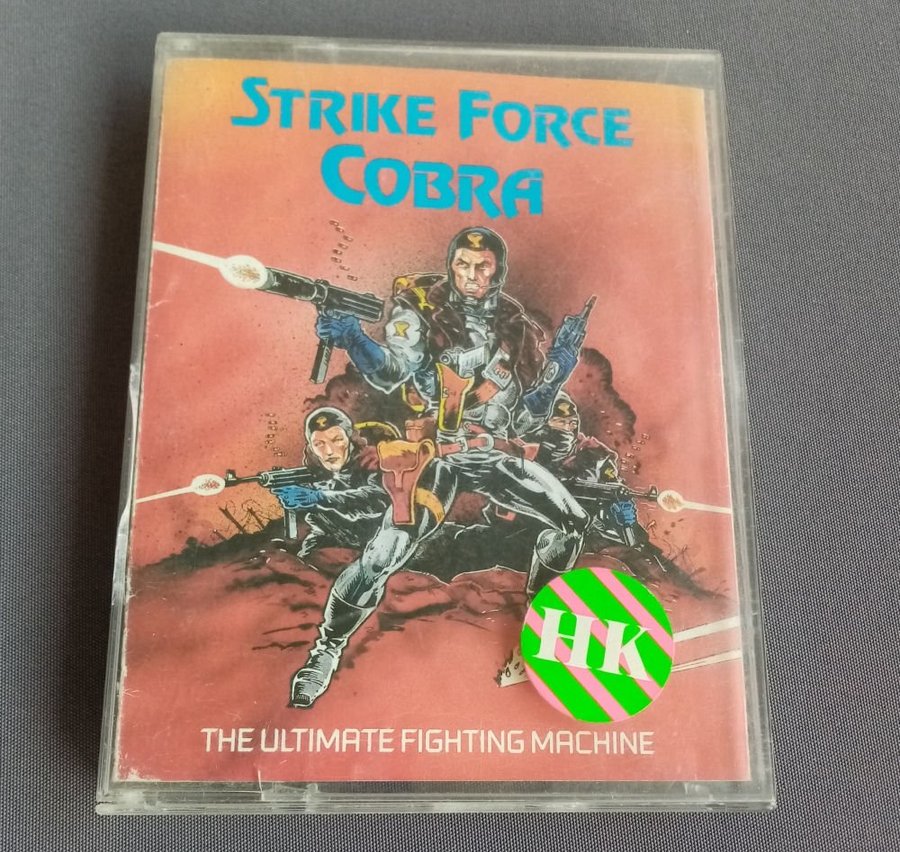 STRIKE FORCE
COBRA
HK
THE ULTIMATE FIGHTING MACHINE